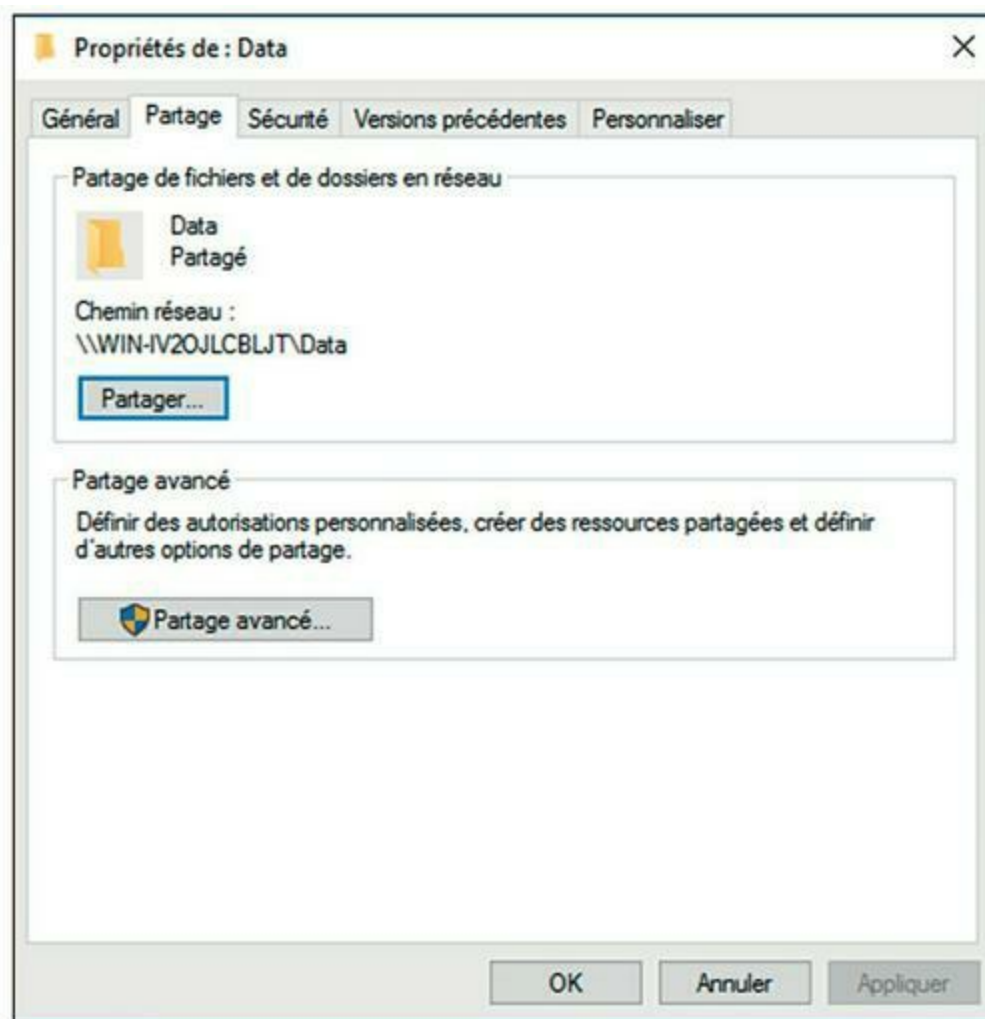 Propriétés de : Data
Général Partage Sécurité Versions précédentes Personnaliser
Partage de fichiers et de dossiers en réseau
Data
Partagé
Chemin réseau :
\\WIN-IV2OJLCBLJT\Data
Partager...
Partage avancé
Définir des autorisations personnalisées, créer des ressources partagées et définir
d'autres options de partage.
Partage avancé...
OK Annuler Appliquer